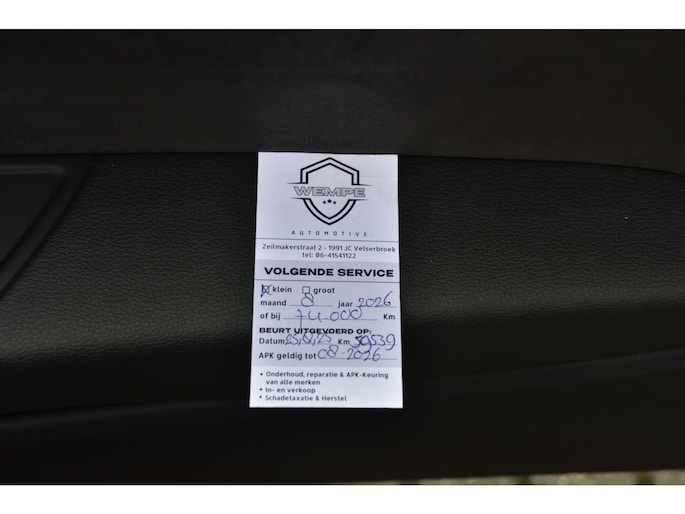 WEMPE
AUTOMOTIVE
Zeilmakerstraat 2 - 1991 JC Velserbroek
tel: 06-41541122
VOLGENDE SERVICE
klein groot
maand 8 jaar 2026
of bij 74.000 Km
BEURT UITGEVOERD OP:
Datum 25,8,25 Km 59539
APK geldig tot 08-2026
• Onderhoud, reparatie & APK-Keuring
van alle merken
• In- en verkoop
• Schadetaxatie & Herstel